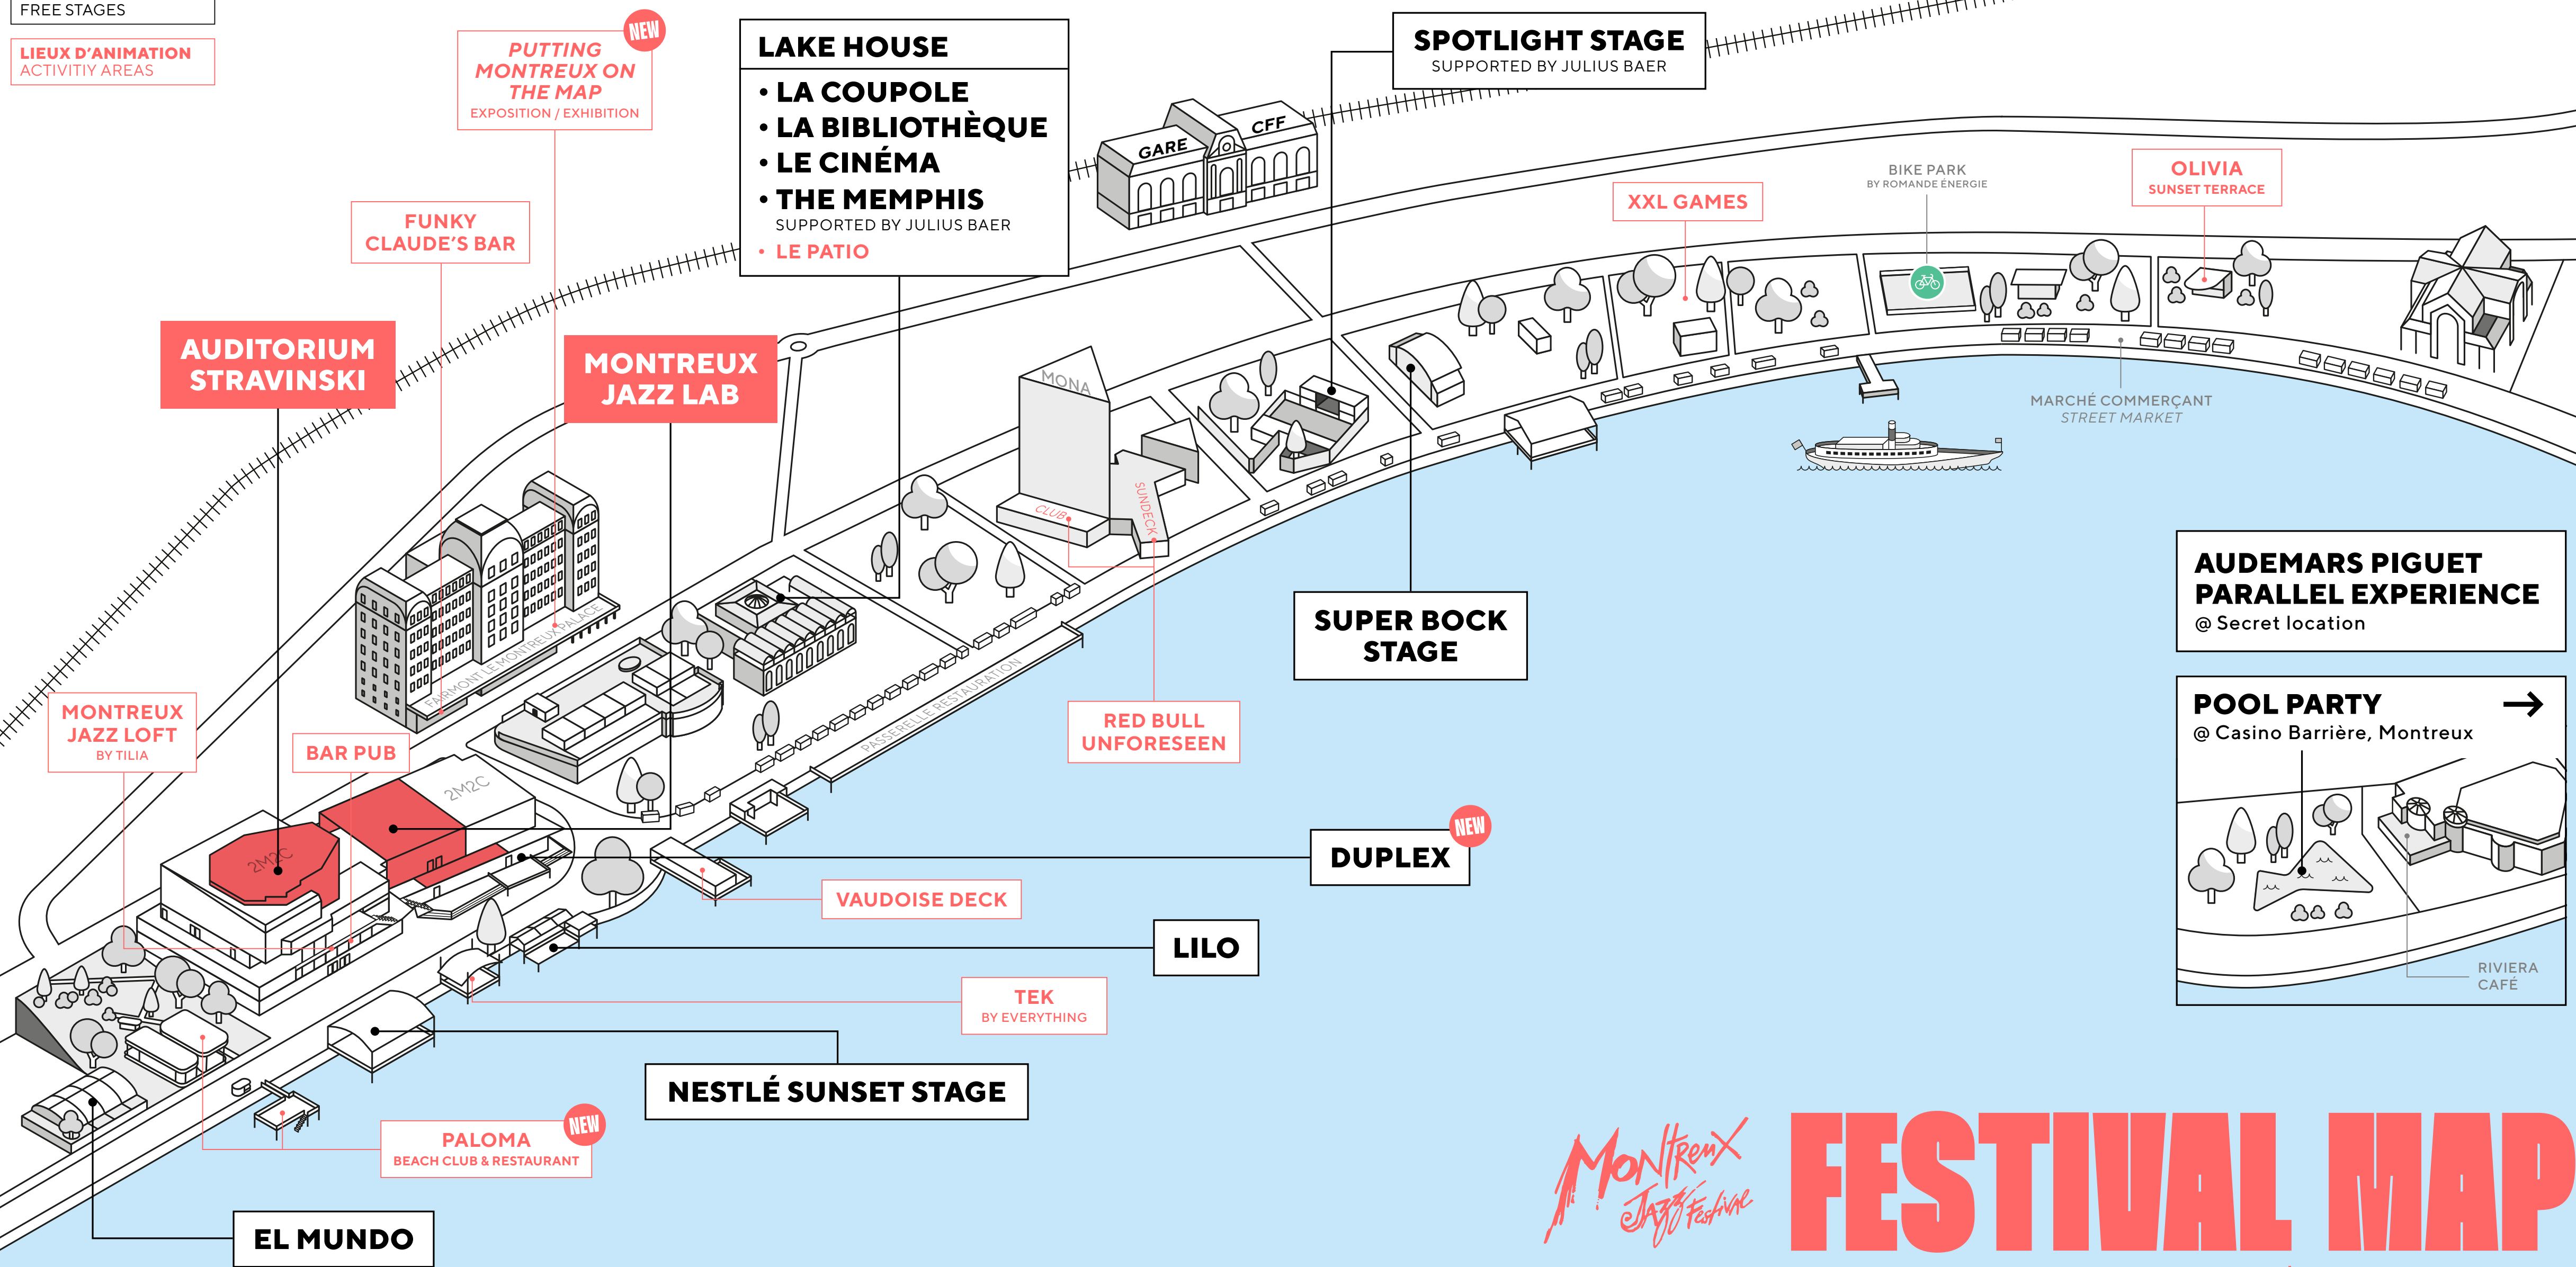 FREE STAGES
LIEUX D'ANIMATION
ACTIVITIY AREAS
NEW
PUTTING
MONTREUX ON
THE MAP
EXPOSITION / EXHIBITION
FUNKY
CLAUDE'S BAR
LAKE HOUSE
• LA COUPOLE
• LA BIBLIOTHÈQUE
• LE CINÉMA
• THE MEMPHIS
SUPPORTED BY JULIUS BAER
• LE PATIO
GARE
CFF
SPOTLIGHT STAGE
SUPPORTED BY JULIUS BAER
XXL GAMES
BIKE PARK
BY ROMANDE ÉNERGIE
OLIVIA
SUNSET TERRACE
MARCHÉ COMMERÇANT
STREET MARKET
AUDITORIUM
STRAVINSKI
MONTREUX
JAZZ LAB
MONA
CLUB
SUNDECK
FAIRMONT LE MONTREUX PALACE
PASSERELLE RESTAURATION
SUPER BOCK
STAGE
RED BULL
UNFORESEEN
AUDEMARS PIGUET
PARALLEL EXPERIENCE
@ Secret location
POOL PARTY
@ Casino Barrière, Montreux
RIVIERA
CAFÉ
MONTREUX
JAZZ LOFT
BY TILIA
BAR PUB
2M2C
2M2C
NEW
DUPLEX
VAUDOISE DECK
LILO
TEK
BY EVERYTHING
NESTLÉ SUNSET STAGE
NEW
PALOMA
BEACH CLUB & RESTAURANT
EL MUNDO
MONTREUX
JAZZ Festival
FESTIVAL MAP